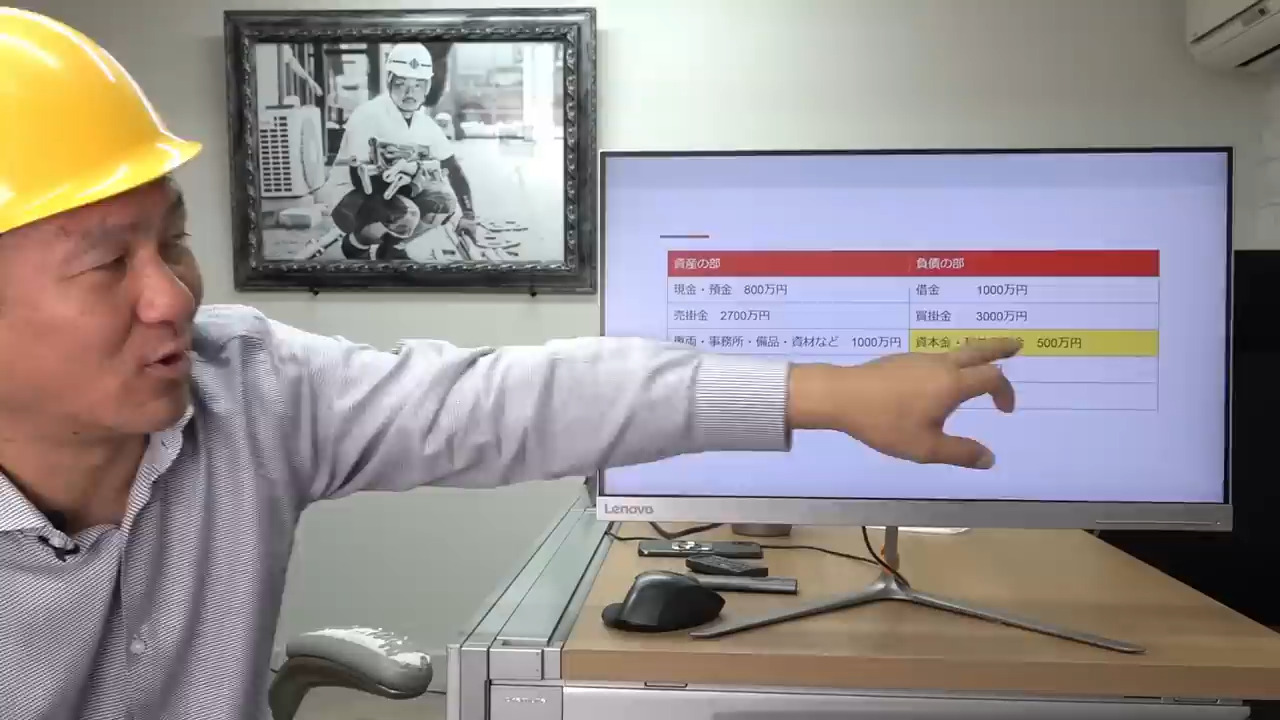 資産の部 負債の部
現金・預金 800万円 借金 1000万円
売掛金 2700万円 買掛金 3000万円
車両・事務所・備品・資材など 1000万円 資本金・ 金 500万円
Lenovo